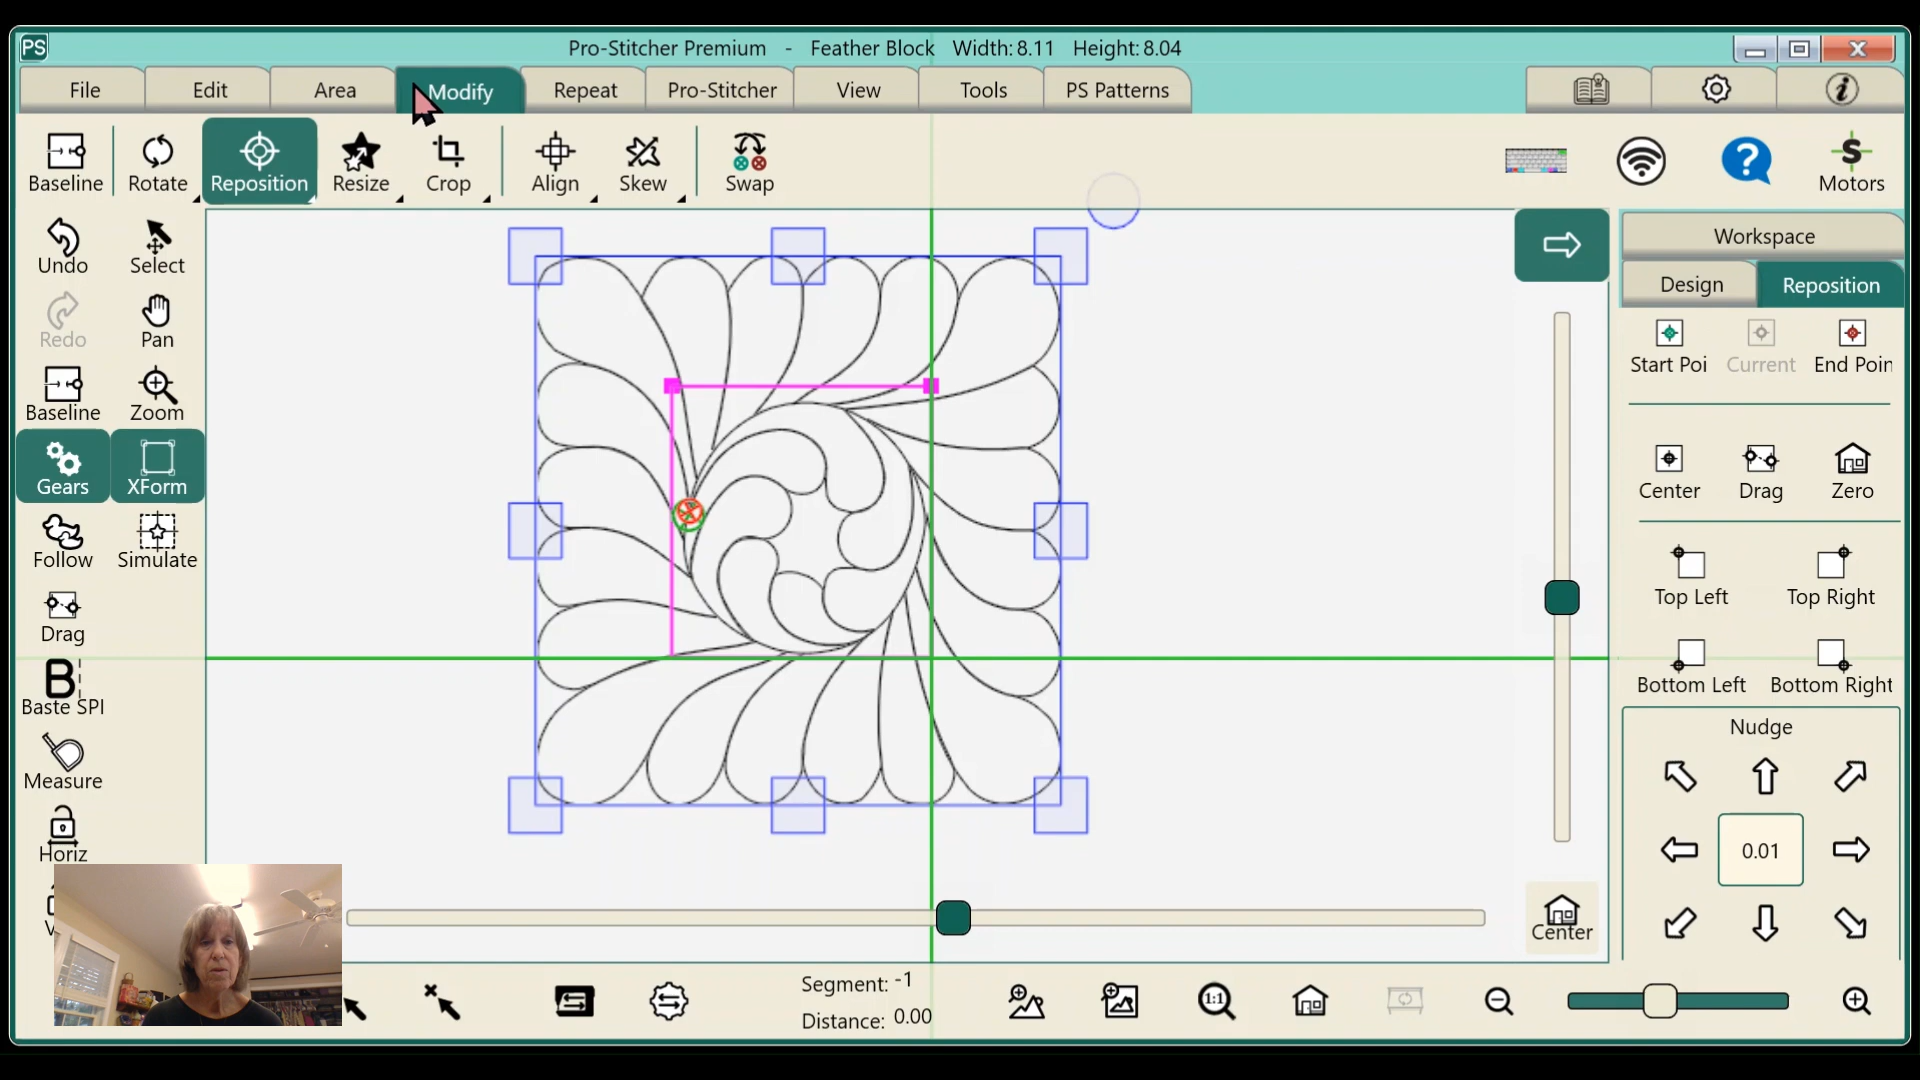 PS
Pro-Stitcher Premium - Feather Block Width: 8.11 Height: 8.04
File Edit Area Modify Repeat Pro-Stitcher View Tools PS Patterns
Baseline Rotate Reposition Resize Crop Align Skew Swap
S
Motors
Undo Select
Redo Pan
Baseline Zoom
Gears XForm
Follow Simulate
Drag
B
Baste SPI
Measure
Horiz
Workspace
Design Reposition
Start Poi Current End Poin
Center Drag Zero
Top Left Top Right
Bottom Left Bottom Right
Nudge
0.01
Center
Segment: -1
Distance: 0.00
1:1